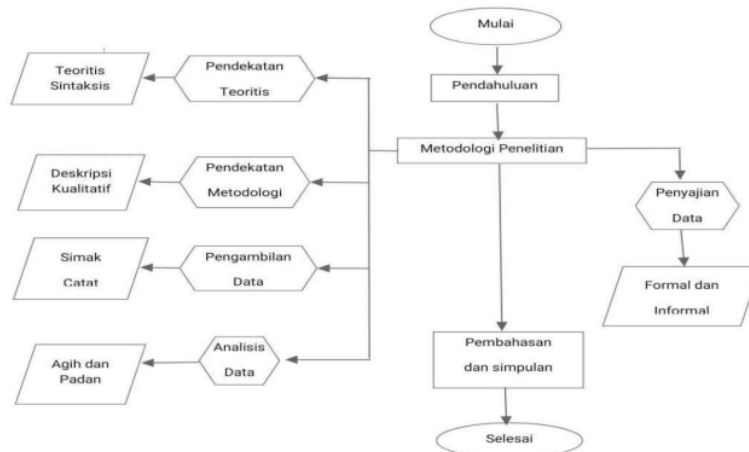 Mulai
Pendahuluan
Metodologi Penelitian
Pendekatan
Teoritis
Teoritis
Sintaksis
Pendekatan
Metodologi
Deskripsi
Kualitatif
Pengambilan
Data
Simak
Catat
Analisis
Data
Agih dan
Padan
Penyajian
Data
Formal dan
Informal
Pembahasan
dan simpulan
Selesai